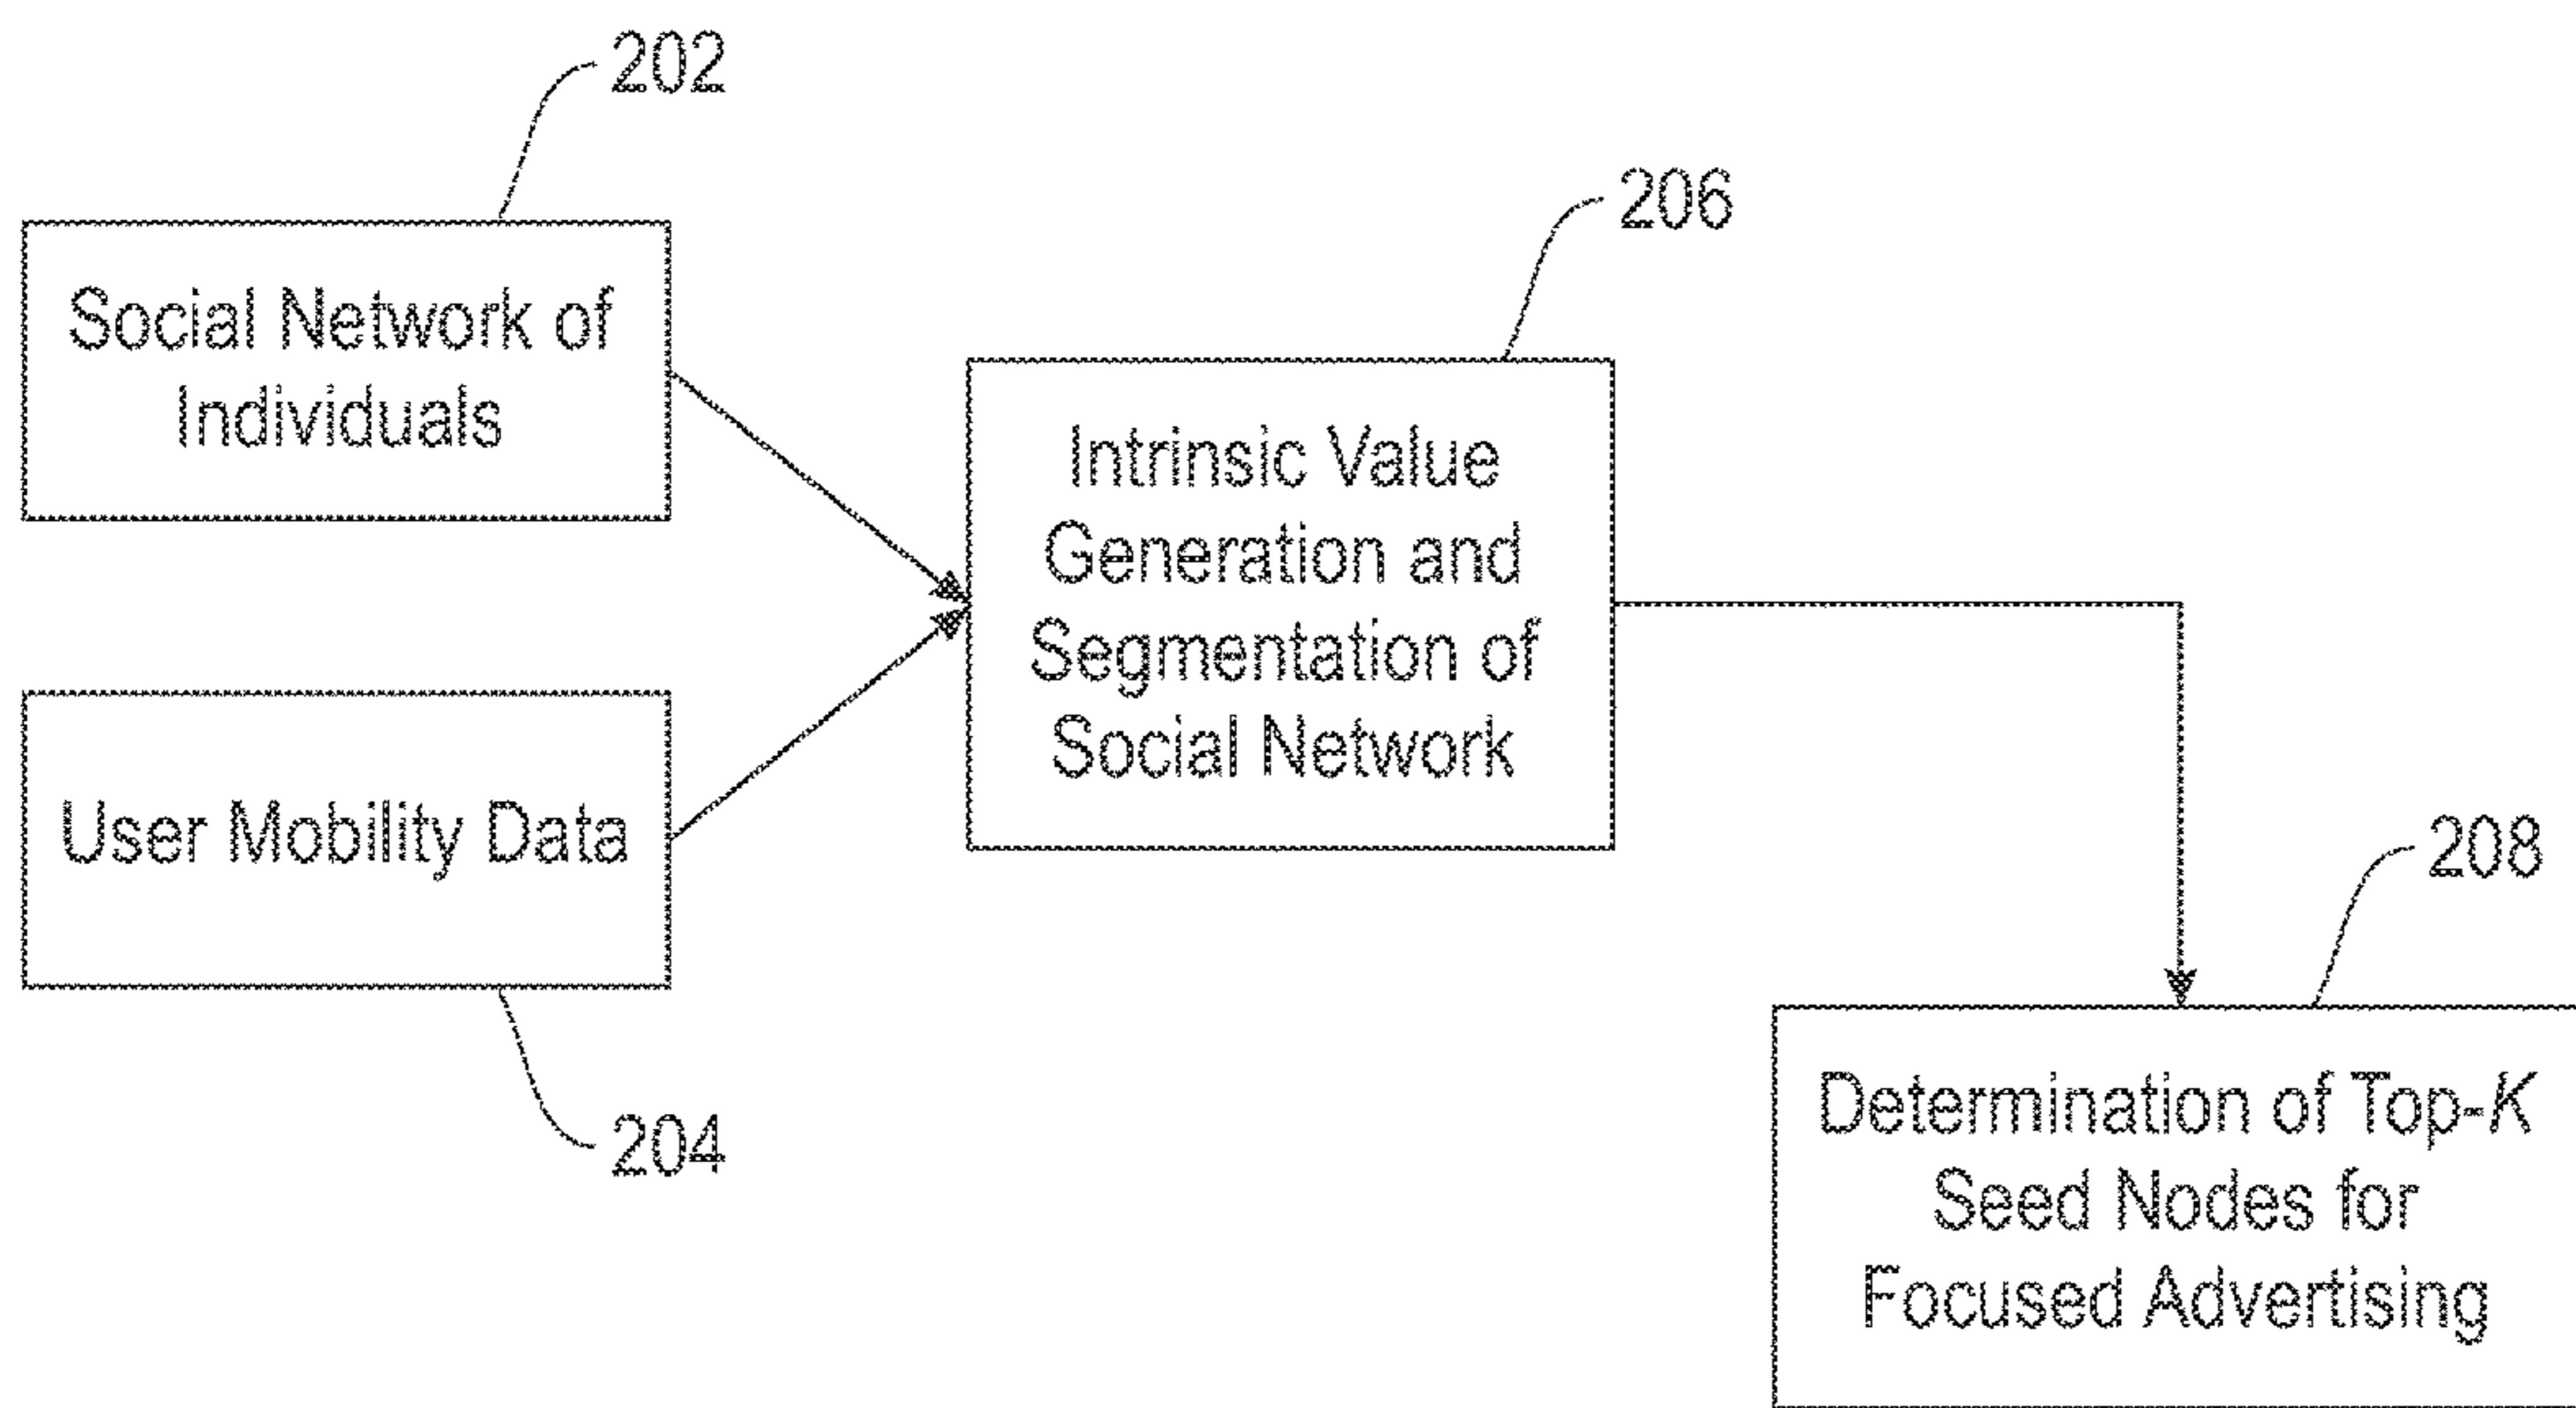 202
Social Network of
Individuals
206
Intrinsic Value
Generation and
Segmentation of
Social Network
User Mobility Data
204
208
Determination of Top-K
Seed Nodes for
Focused Advertising